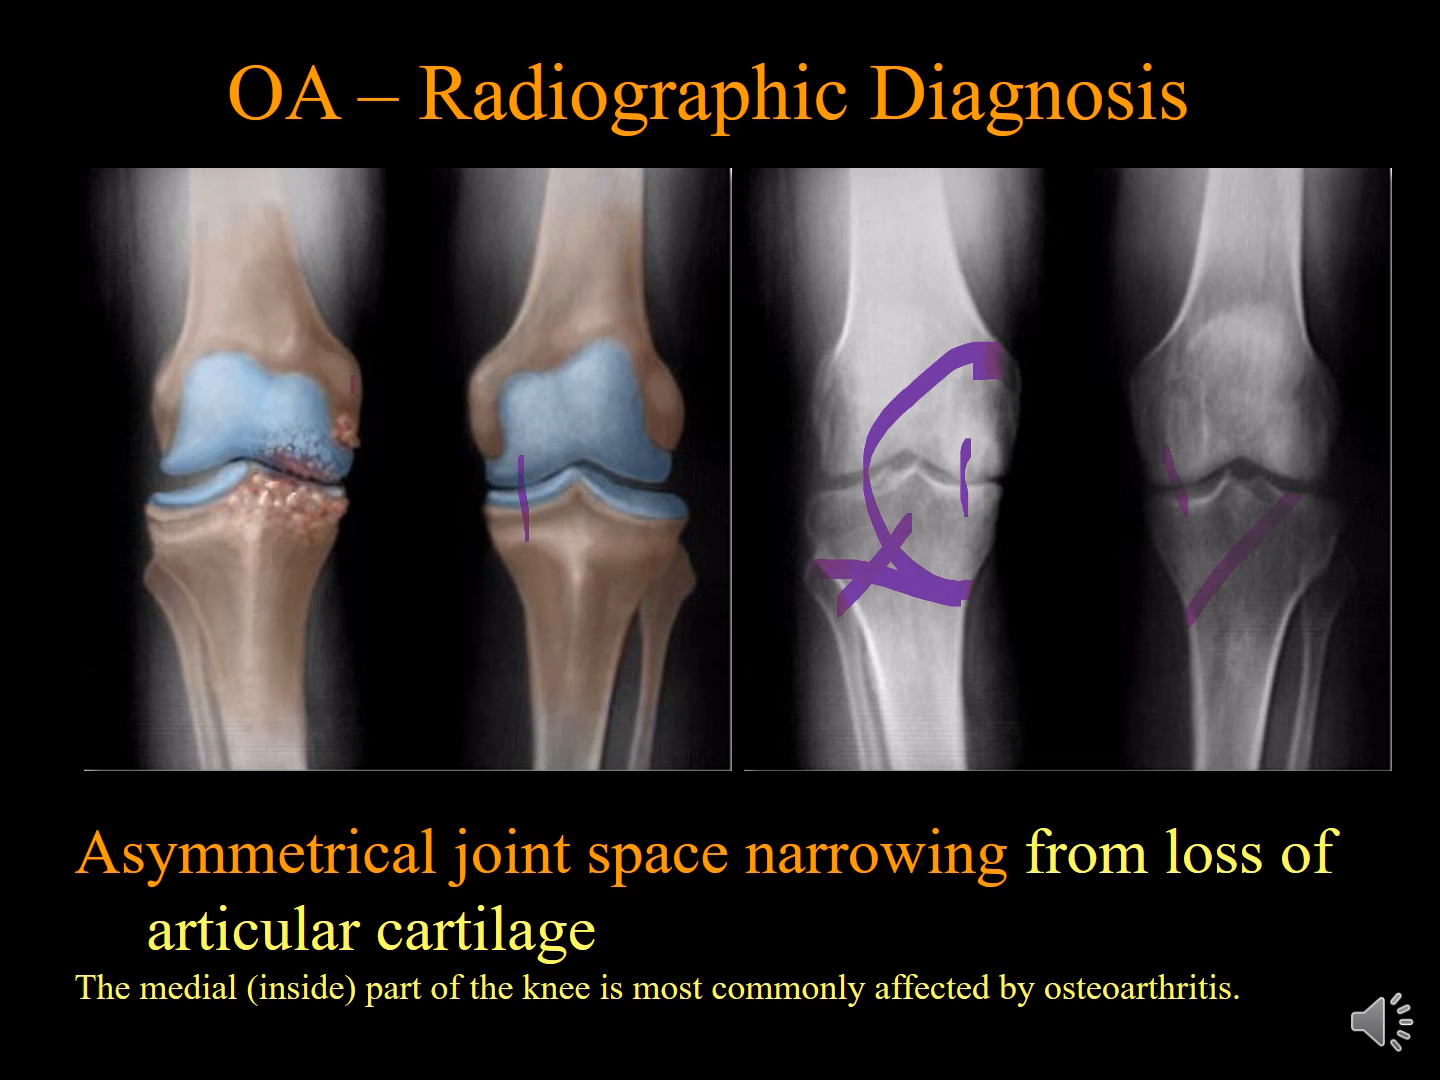 OA – Radiographic Diagnosis
Asymmetrical joint space narrowing from loss of
articular cartilage
The medial (inside) part of the knee is most commonly affected by osteoarthritis.